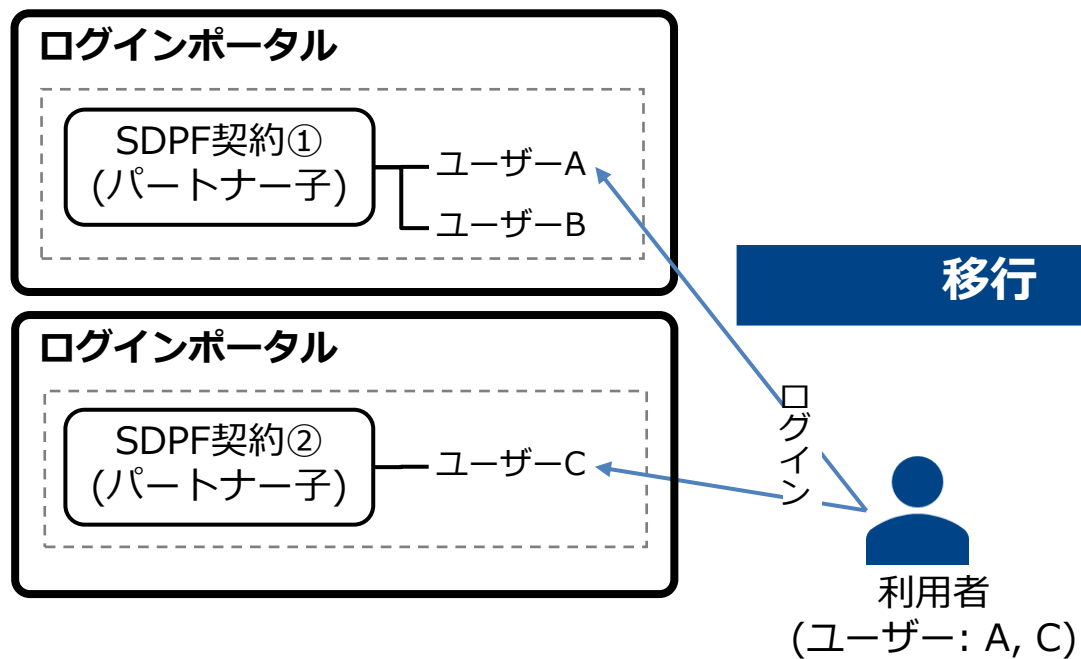 ログインポータル
SDPF契約①
(パートナー子)
ユーザーA
ユーザーB
移行
ログインポータル
SDPF契約②
(パートナー子)
ユーザーC
ログイン
利用者
(ユーザー: A, C)